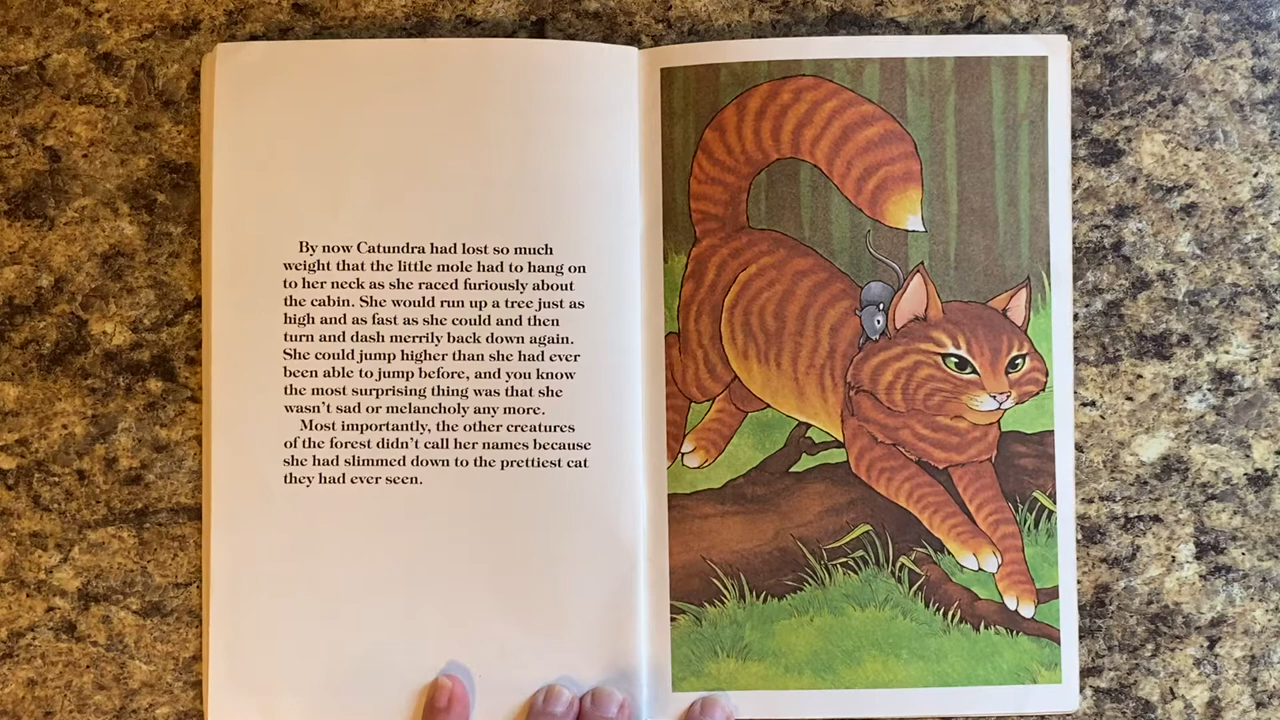 By now Catundra had lost so much
weight that the little mole had to hang on
to her neck as she raced furiously about
the cabin. She would run up a tree just as
high and as fast as she could and then
turn and dash merrily back down again.
She could jump higher than she had ever
been able to jump before, and you know
the most surprising thing was that she
wasn't sad or melancholy any more.
Most importantly, the other creatures
of the forest didn't call her names because
she had slimmed down to the prettiest cat
they had ever seen.